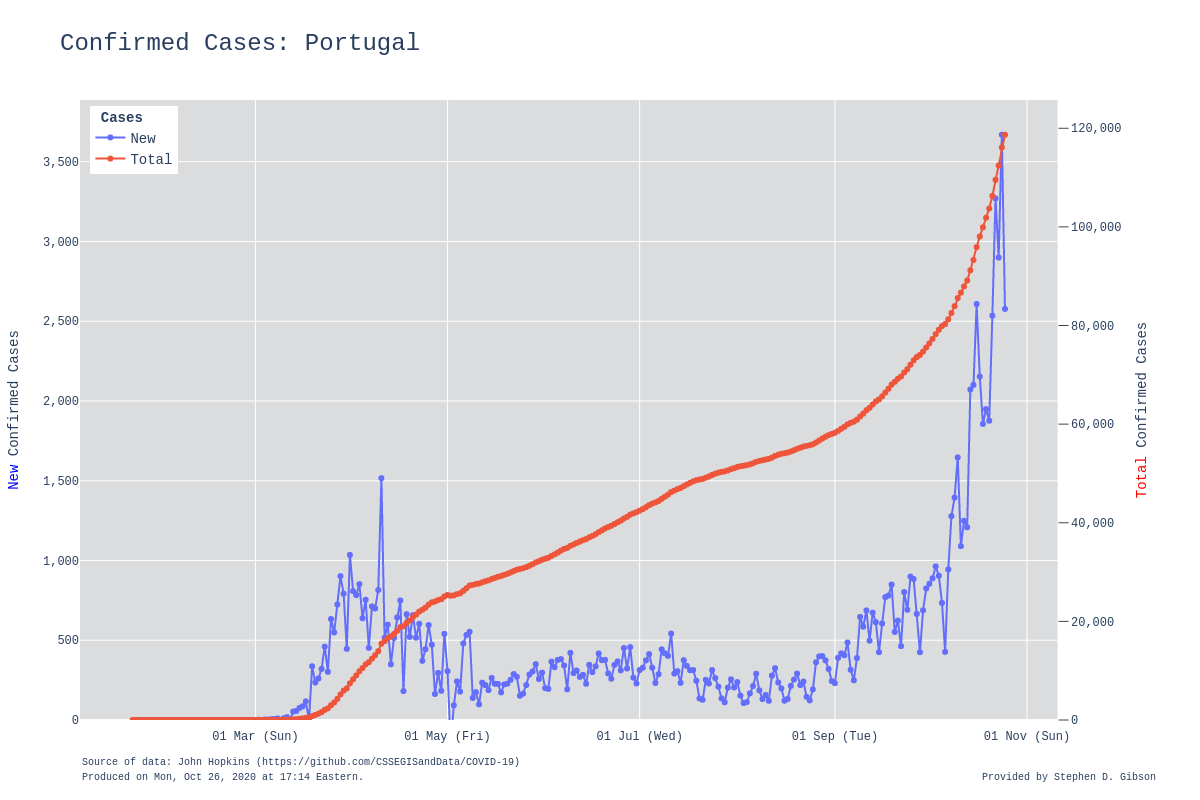 Confirmed Cases: Portugal
Cases
New
Total
3,500
3,000
2,500
2,000
1,500
1,000
500
0
New Confirmed Cases
120,000
100,000
80,000
60,000
40,000
20,000
0
Total Confirmed Cases
01 Mar (Sun)
01 May (Fri)
01 Jul (Wed)
01 Sep (Tue)
01 Nov (Sun)
Source of data: John Hopkins (https://github.com/CSSEGISandData/COVID-19)
Produced on Mon, Oct 26, 2020 at 17:14 Eastern.
Provided by Stephen D. Gibson